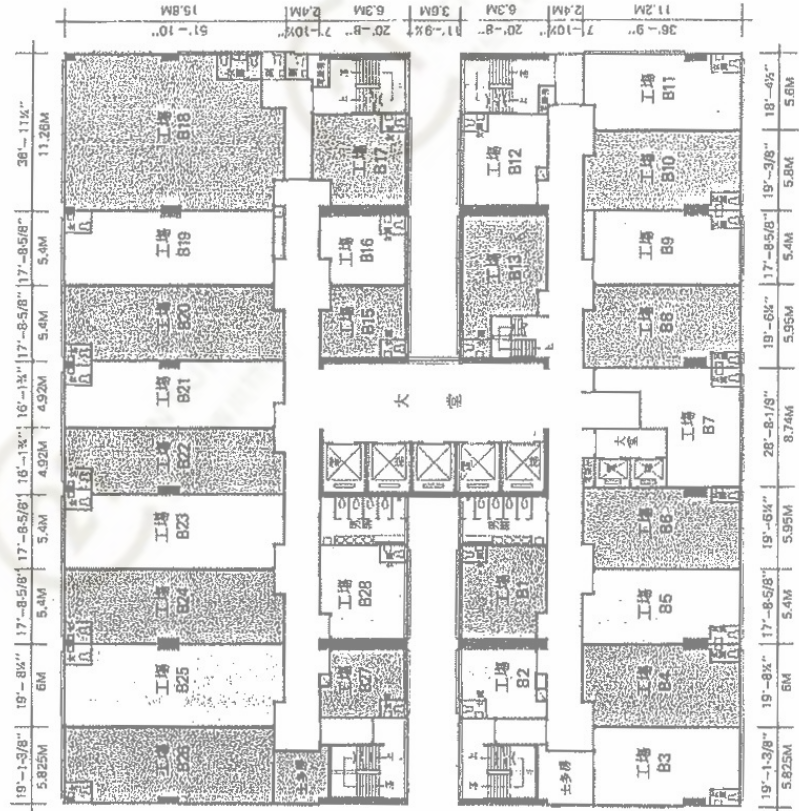 15.8M
2.4M
6.3M
3.6M
6.3M
2.4M
11.2M
51'-10"
7'-10½"
20'-8"
11'-9¾"
20'-8"
7'-10½"
36'-9"
36'-11¼"
11.26M
17'-8-5/8"
5.4M
17'-8-5/8"
5.4M
16'-1¾"
4.92M
16'-1¾"
4.92M
17'-8-5/8"
5.4M
17'-8-5/8"
5.4M
19'-8¼"
6M
19'-1-3/8"
5.825M
工場
B18
工場
B19
工場
B20
工場
B21
工場
B22
工場
B23
工場
B24
工場
B25
工場
B26
工場
B17
工場
B16
工場
B15
工場
B28
工場
B27
士多房
大堂
工場
B12
工場
B13
工場
B1
工場
B2
士多房
工場
B11
工場
B10
工場
B9
工場
B8
工場
B7
大堂
工場
B6
工場
B5
工場
B4
工場
B3
18'-4½"
5.6M
19'-3/8"
5.8M
17'-8-5/8"
5.4M
19'-6¼"
5.95M
28'-8-1/8"
8.74M
19'-6¼"
5.95M
17'-8-5/8"
5.4M
19'-8¼"
6M
19'-1-3/8"
5.825M